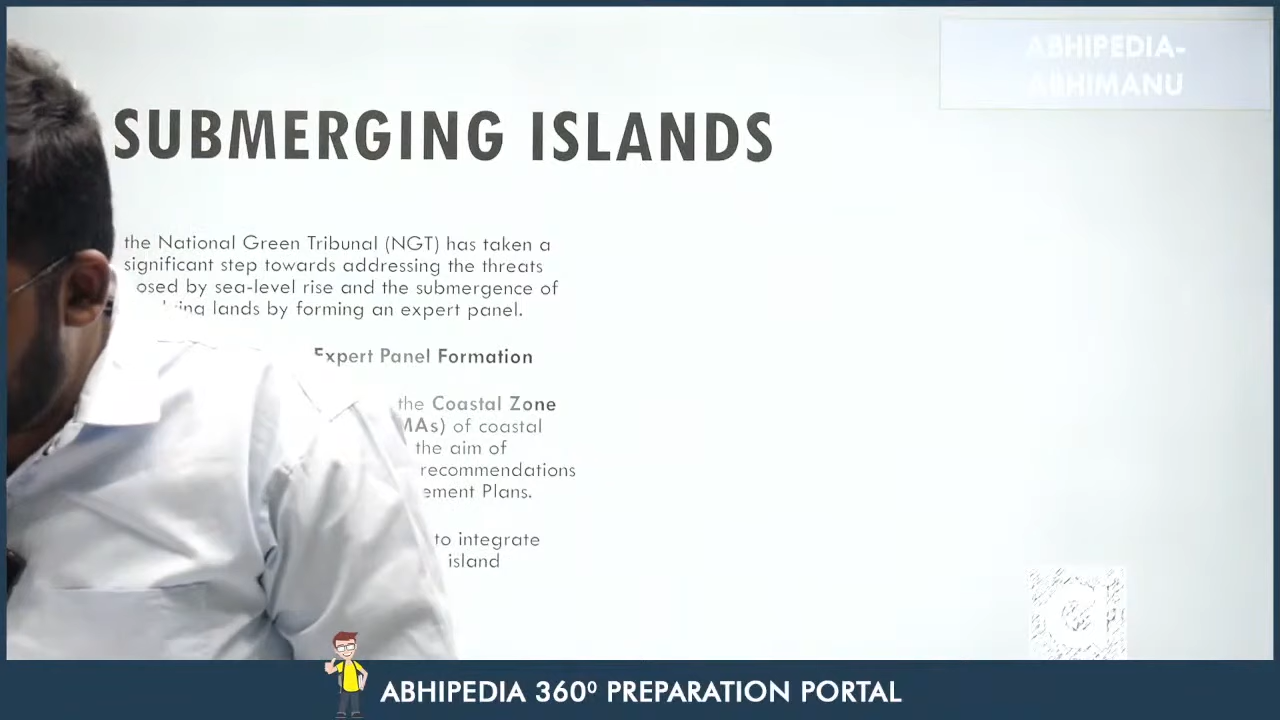 ABHIPEDIA-
ABHIMANU
SUBMERGING ISLANDS
the National Green Tribunal (NGT) has taken a
significant step towards addressing the threats
osed by sea-level rise and the submergence of
lands by forming an expert panel.
Expert Panel Formation
the Coastal Zone
MAs) of coastal
the aim of
recommendations
ement Plans.
to integrate
island
ABHIPEDIA 360⁰ PREPARATION PORTAL